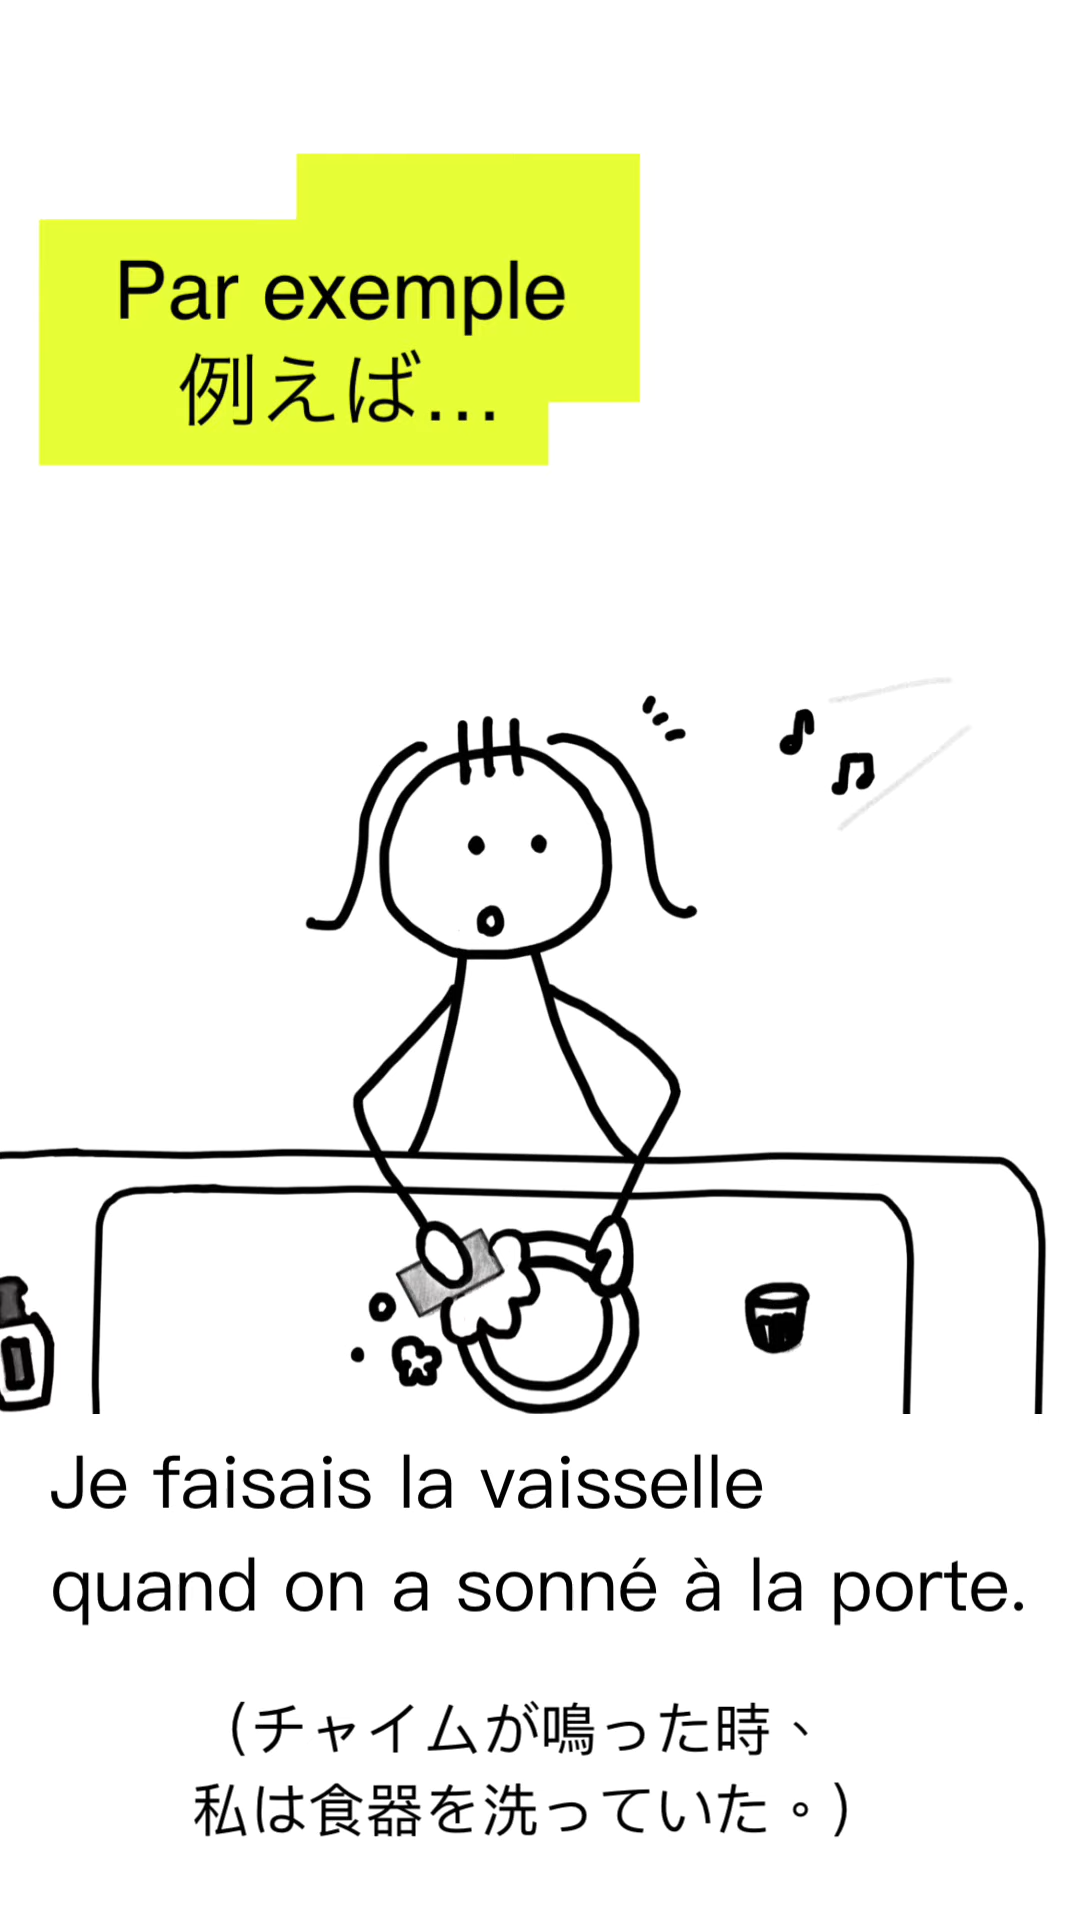 Par exemple
例えば…
Je faisais la vaisselle
quand on a sonné à la porte.
（チャイムが鳴った時、
私は食器を洗っていた。）